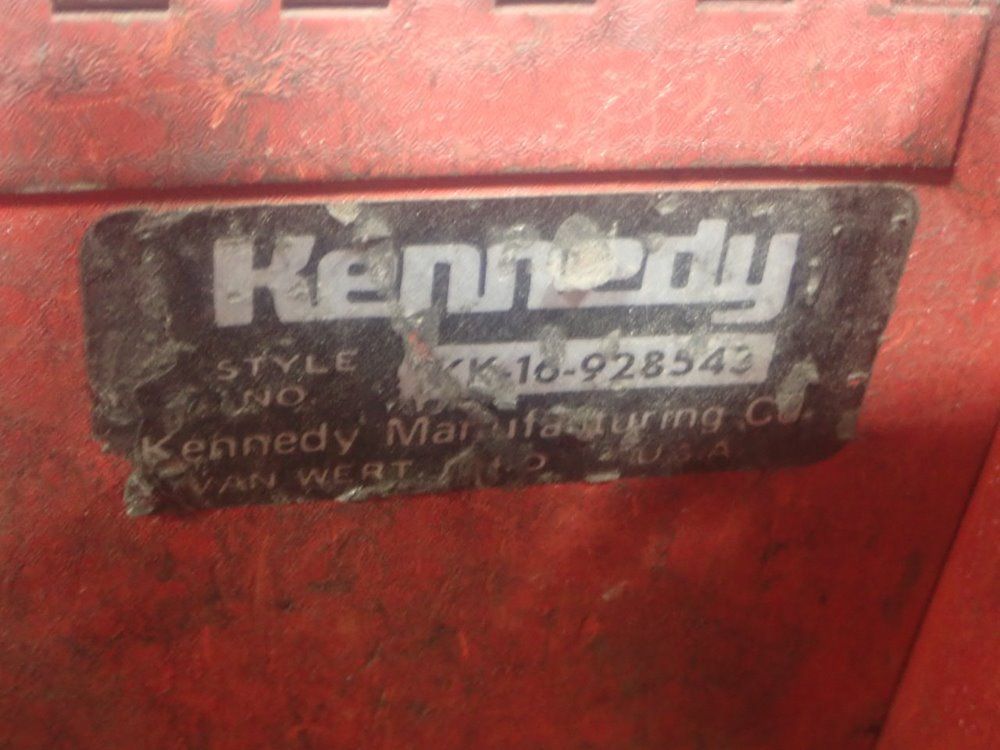 Kennedy
STYLE KK-16-928543
NO.
Kennedy Manufacturing Co.
VAN WERT U.S.A